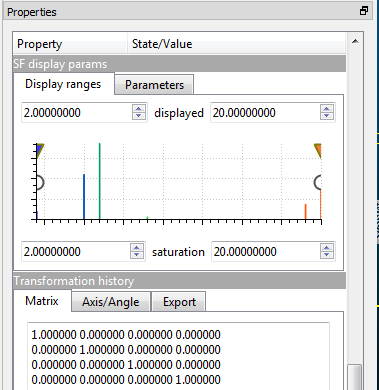 Properties
Property State/Value
SF display params
Display ranges Parameters
2.00000000 displayed 20.00000000
2.00000000 saturation 20.00000000
Transformation history
Matrix Axis/Angle Export
1.000000 0.000000 0.000000 0.000000
0.000000 1.000000 0.000000 0.000000
0.000000 0.000000 1.000000 0.000000
0.000000 0.000000 0.000000 1.000000